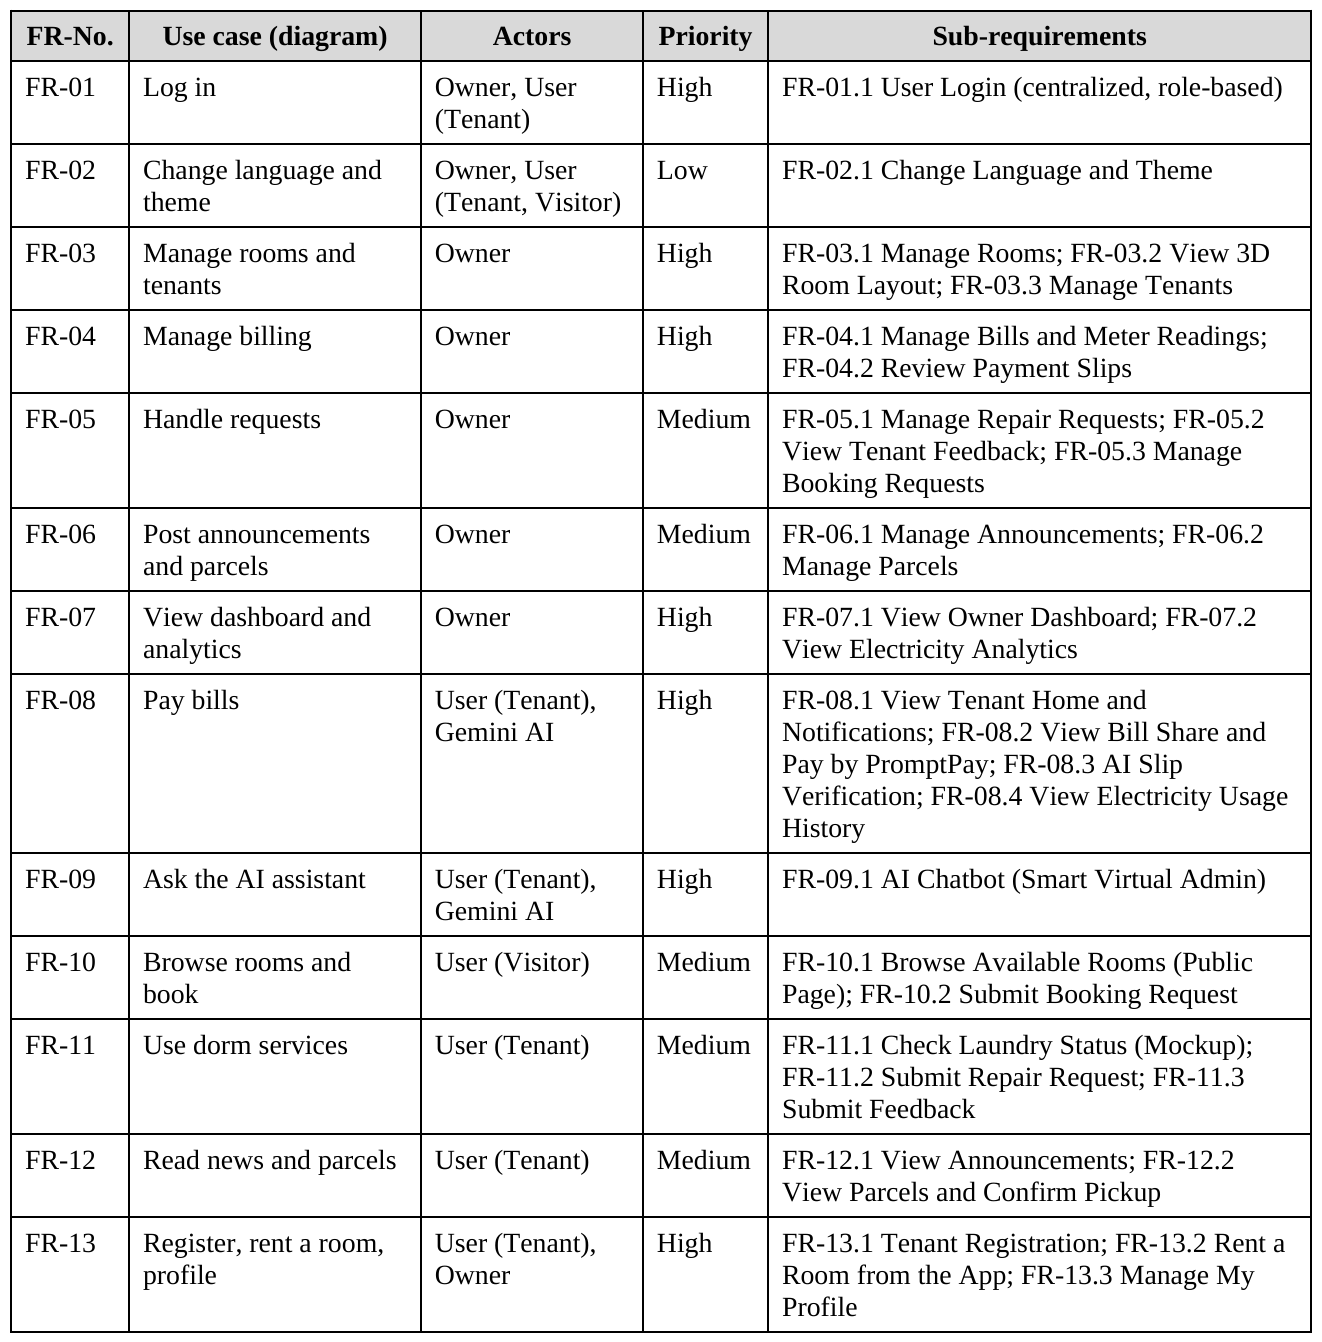 FR-No. Use case (diagram) Actors Priority Sub-requirements
FR-01 Log in Owner, User High FR-01.1 User Login (centralized, role-based)
(Tenant)
FR-02 Change language and Owner, User Low FR-02.1 Change Language and Theme
theme (Tenant, Visitor)
FR-03 Manage rooms and Owner High FR-03.1 Manage Rooms; FR-03.2 View 3D
tenants Room Layout; FR-03.3 Manage Tenants
FR-04 Manage billing Owner High FR-04.1 Manage Bills and Meter Readings;
FR-04.2 Review Payment Slips
FR-05 Handle requests Owner Medium FR-05.1 Manage Repair Requests; FR-05.2
View Tenant Feedback; FR-05.3 Manage
Booking Requests
FR-06 Post announcements Owner Medium FR-06.1 Manage Announcements; FR-06.2
and parcels Manage Parcels
FR-07 View dashboard and Owner High FR-07.1 View Owner Dashboard; FR-07.2
analytics View Electricity Analytics
FR-08 Pay bills User (Tenant), High FR-08.1 View Tenant Home and
Gemini AI Notifications; FR-08.2 View Bill Share and
Pay by PromptPay; FR-08.3 AI Slip
Verification; FR-08.4 View Electricity Usage
History
FR-09 Ask the AI assistant User (Tenant), High FR-09.1 AI Chatbot (Smart Virtual Admin)
Gemini AI
FR-10 Browse rooms and User (Visitor) Medium FR-10.1 Browse Available Rooms (Public
book Page); FR-10.2 Submit Booking Request
FR-11 Use dorm services User (Tenant) Medium FR-11.1 Check Laundry Status (Mockup);
FR-11.2 Submit Repair Request; FR-11.3
Submit Feedback
FR-12 Read news and parcels User (Tenant) Medium FR-12.1 View Announcements; FR-12.2
View Parcels and Confirm Pickup
FR-13 Register, rent a room, User (Tenant), High FR-13.1 Tenant Registration; FR-13.2 Rent a
profile Owner Room from the App; FR-13.3 Manage My
Profile